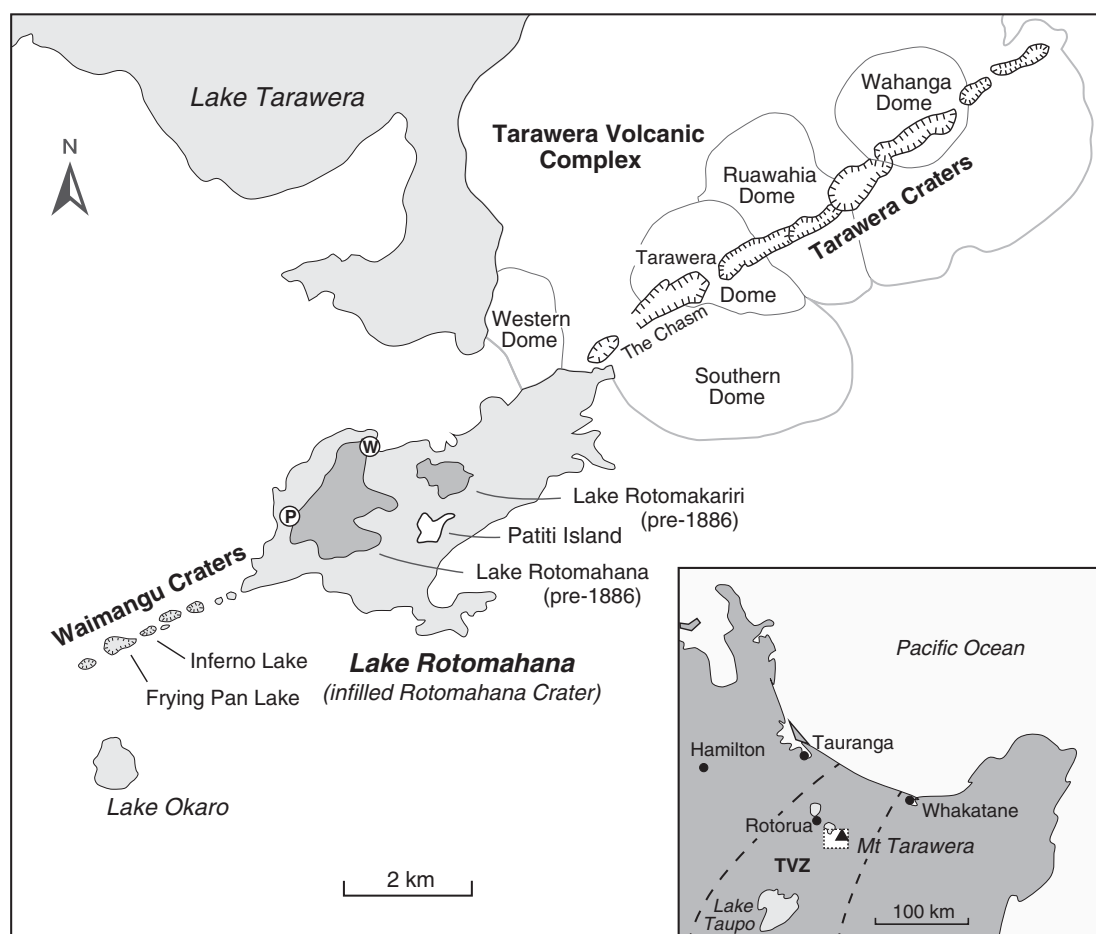 Lake Tarawera
N
Tarawera Volcanic
Complex
Wahanga
Dome
Ruawahia
Dome
Tarawera Craters
Tarawera
Dome
The Chasm
Western
Dome
Southern
Dome
W
P
Lake Rotomakariri
(pre-1886)
Patiti Island
Lake Rotomahana
(pre-1886)
Waimangu Craters
Inferno Lake
Frying Pan Lake
Lake Rotomahana
(infilled Rotomahana Crater)
Lake Okaro
2 km
Pacific Ocean
Hamilton
Tauranga
Whakatane
Rotorua
Mt Tarawera
TVZ
Lake
Taupo
100 km